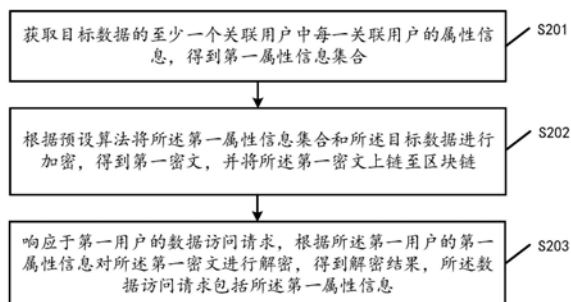 获取目标数据的至少一个关联用户中每一关联用户的属性信
息，得到第一属性信息集合
S201
根据预设算法将所述第一属性信息集合和所述目标数据进行
加密，得到第一密文，并将所述第一密文上链至区块链
S202
响应于第一用户的数据访问请求，根据所述第一用户的第一
属性信息对所述第一密文进行解密，得到解密结果，所述数
据访问请求包括所述第一属性信息
S203